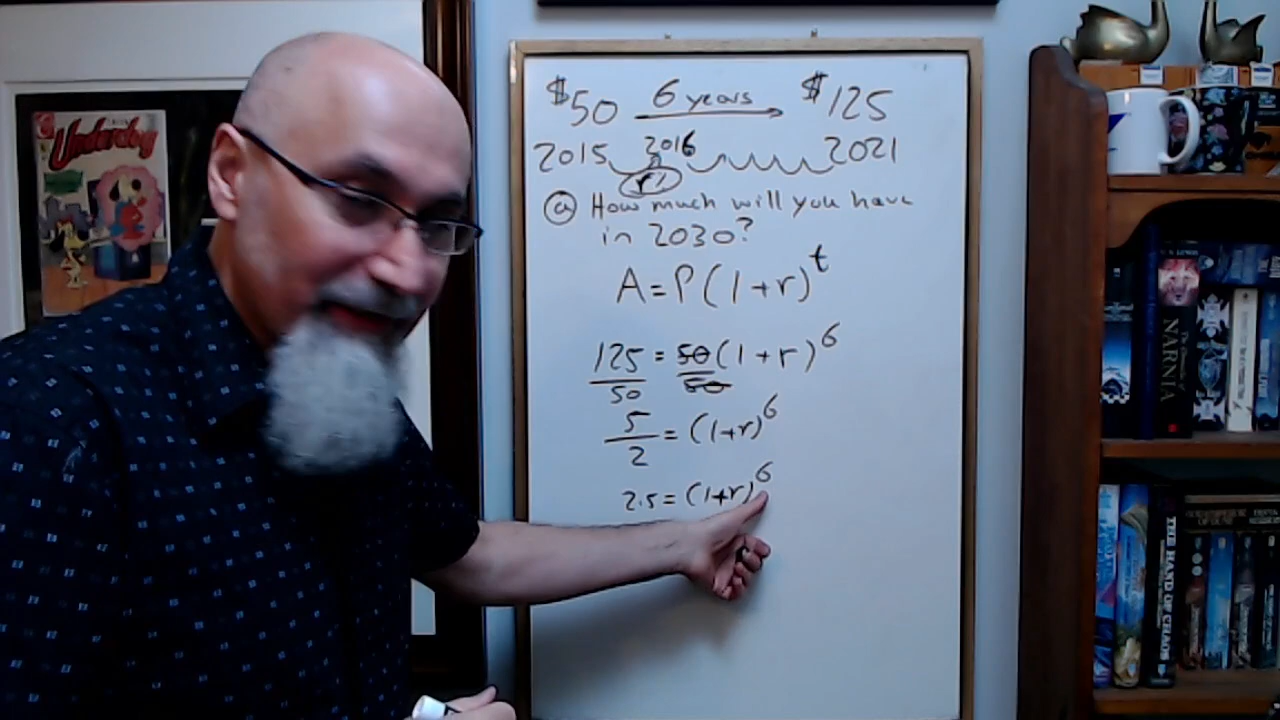 $50 6 years $125
2015 2016 2021
r?
ⓐ How much will you have
in 2030?
A=P(1+r)^t
125 = 50(1+r)^6
50 50
5/2 = (1+r)^6
2.5 = (1+r)^6
Underdog
NARNIA
THE HAND OF CHAOS